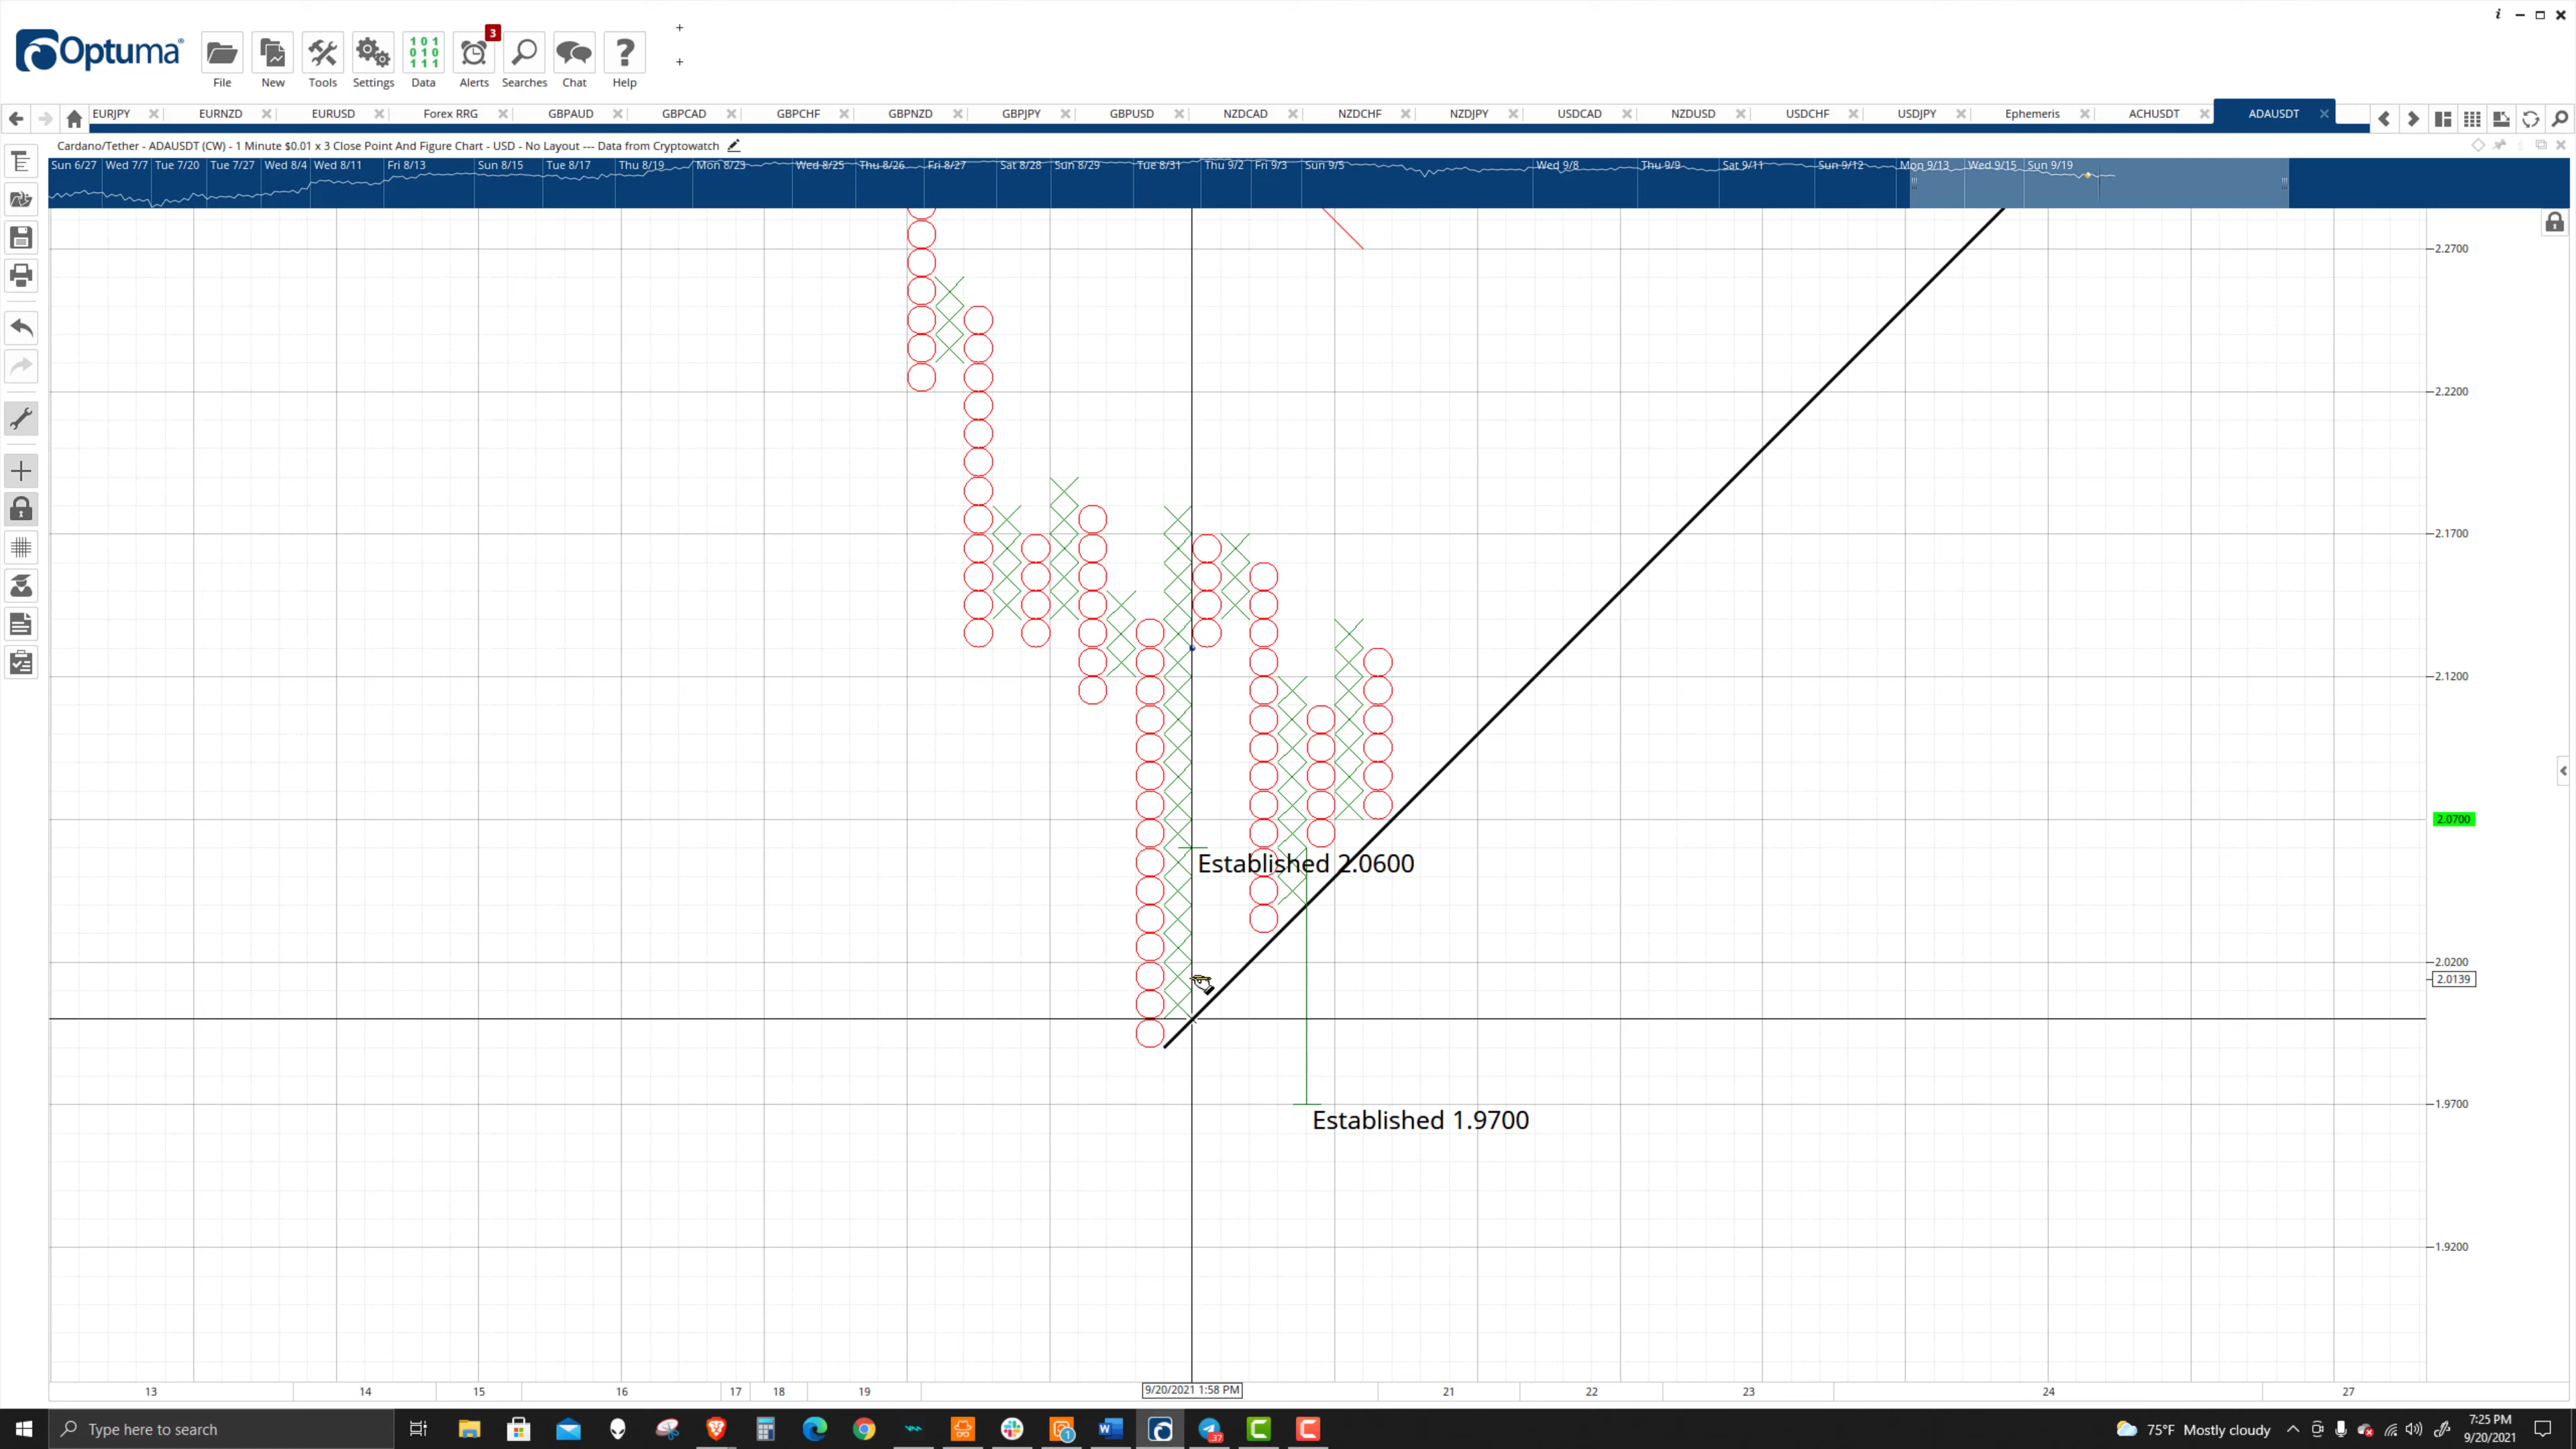 i
Optuma®
File New Tools Settings Data Alerts Searches Chat Help
3
EURJPY EURNZD EURUSD Forex RRG GBPAUD GBPCAD GBPCHF GBPNZD GBPJPY GBPUSD NZDCAD NZDCHF NZDJPY USDCAD NZDUSD USDCHF USDJPY Ephemeris ACHUSDT ADAUSDT
Cardano/Tether - ADAUSDT (CW) - 1 Minute $0.01 x 3 Close Point And Figure Chart - USD - No Layout --- Data from Cryptowatch
Sun 6/27 Wed 7/7 Tue 7/20 Tue 7/27 Wed 8/4 Wed 8/11 Fri 8/13 Sun 8/15 Tue 8/17 Thu 8/19 Mon 8/23 Wed 8/25 Thu 8/26 Fri 8/27 Sat 8/28 Sun 8/29 Tue 8/31 Thu 9/2 Fri 9/3 Sun 9/5 Wed 9/8 Thu 9/9 Sat 9/11 Sun 9/12 Mon 9/13 Wed 9/15 Sun 9/19
2.2700
2.2200
2.1700
2.1200
2.0700
Established 2.0600
2.0200
2.0139
1.9700
Established 1.9700
1.9200
13 14 15 16 17 18 19 9/20/2021 1:58 PM 21 22 23 24 27
Type here to search
1
37
75°F Mostly cloudy
7:25 PM
9/20/2021